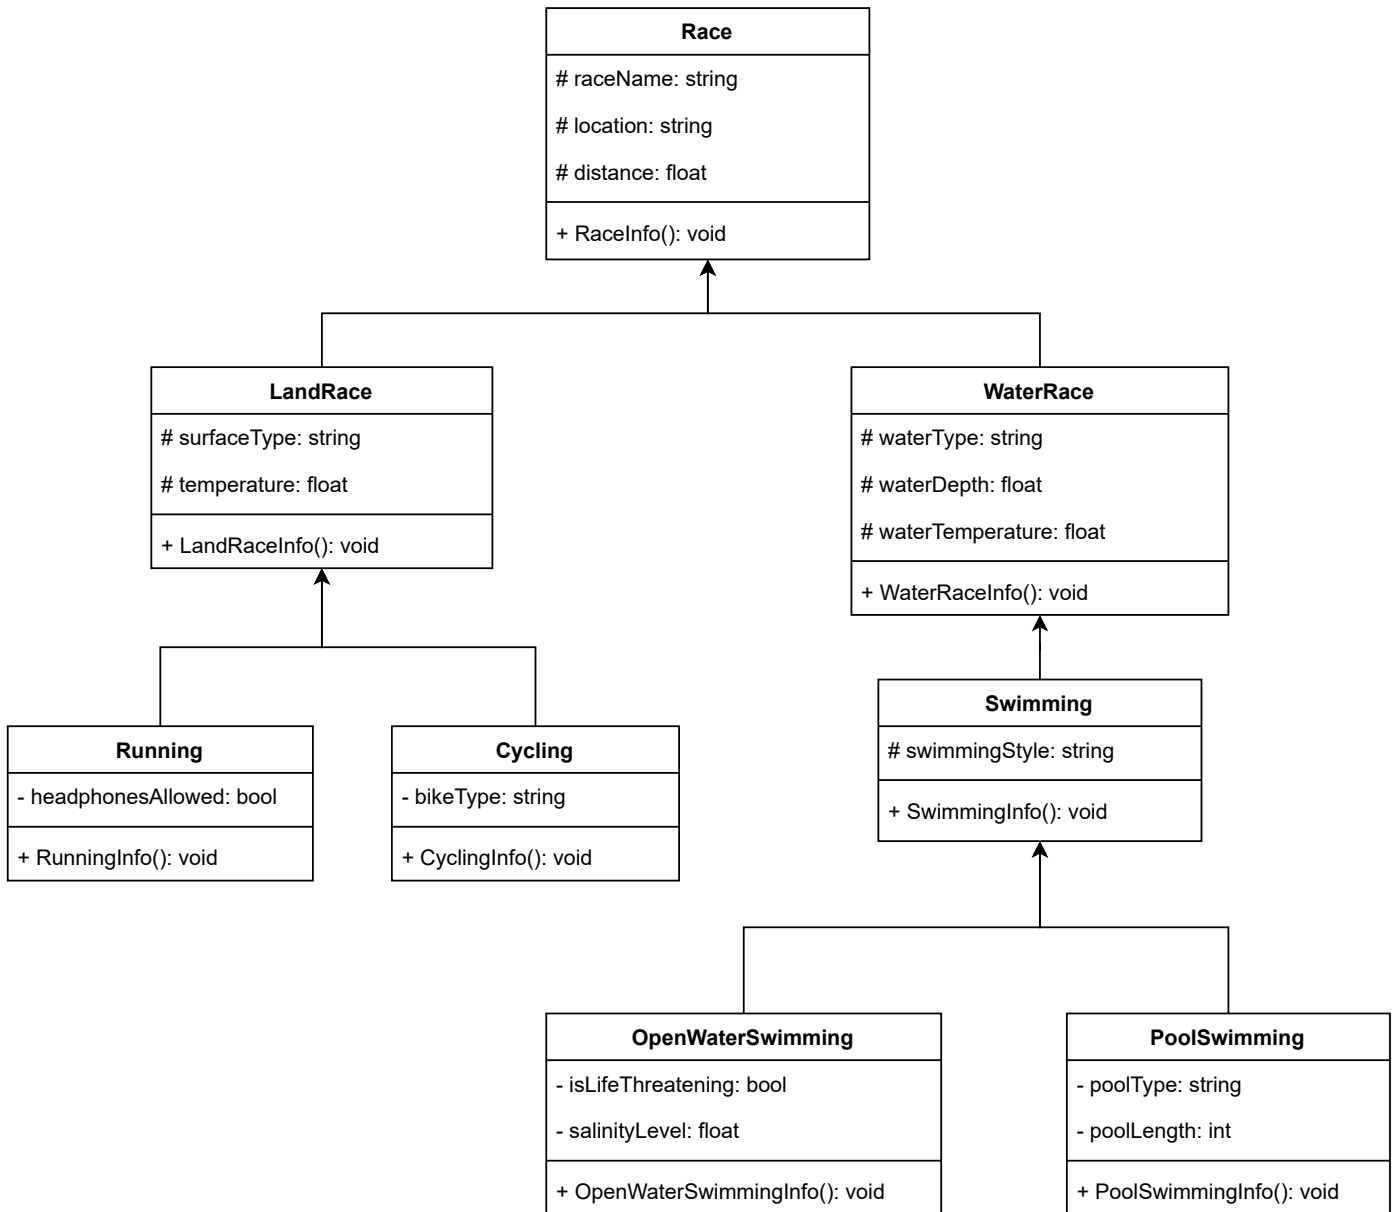 Race
# raceName: string
# location: string
# distance: float
+ RaceInfo(): void
LandRace
# surfaceType: string
# temperature: float
+ LandRaceInfo(): void
WaterRace
# waterType: string
# waterDepth: float
# waterTemperature: float
+ WaterRaceInfo(): void
Running
- headphonesAllowed: bool
+ RunningInfo(): void
Cycling
- bikeType: string
+ CyclingInfo(): void
Swimming
# swimmingStyle: string
+ SwimmingInfo(): void
OpenWaterSwimming
- isLifeThreatening: bool
- salinityLevel: float
+ OpenWaterSwimmingInfo(): void
PoolSwimming
- poolType: string
- poolLength: int
+ PoolSwimmingInfo(): void